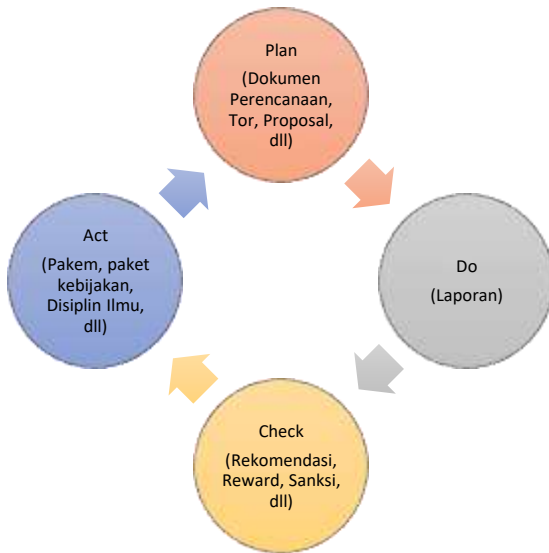 Plan
(Dokumen
Perencanaan,
Tor, Proposal,
dll)
Do
(Laporan)
Check
(Rekomendasi,
Reward, Sanksi,
dll)
Act
(Pakem, paket
kebijakan,
Disiplin Ilmu,
dll)